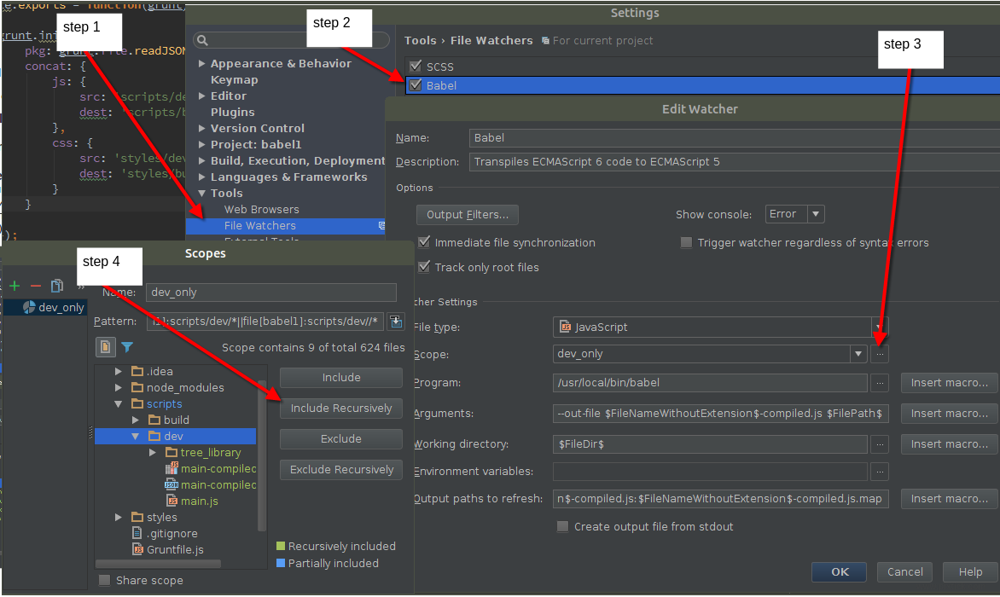 e.exports = function(grunt)
grunt.ini
pkg: grunt.file.readJSON
concat: {
js: {
src: 'scripts/de
dest: 'scripts/b
},
css: {
src: 'styles/dev
dest: 'styles/bu
}
}
);
step 1
step 2
step 3
step 4
Settings
Appearance & Behavior
Keymap
Editor
Plugins
Version Control
Project: babel1
Build, Execution, Deployment
Languages & Frameworks
Tools
Web Browsers
File Watchers
External Tools
Tools › File Watchers For current project
SCSS
Babel
Edit Watcher
Name: Babel
Description: Transpiles ECMAScript 6 code to ECMAScript 5
Options
Output Filters... Show console: Error
Immediate file synchronization Trigger watcher regardless of syntax errors
Track only root files
cher Settings
File type: JavaScript
Scope: dev_only ...
Program: /usr/local/bin/babel ... Insert macro...
Arguments: --out-file $FileNameWithoutExtension$-compiled.js $FilePath$ Insert macro...
Working directory: $FileDir$ ... Insert macro...
Environment variables: ...
Output paths to refresh: n$-compiled.js:$FileNameWithoutExtension$-compiled.js.map Insert macro...
Create output file from stdout
OK Cancel Help
Scopes
»
dev_only
Name: dev_only
Pattern: l1]:scripts/dev/*||file[babel1]:scripts/dev//*
Scope contains 9 of total 624 files
.idea
node_modules
scripts
build
dev
tree_library
main-compiled
main-compiled
main.js
styles
.gitignore
Gruntfile.js
Include
Include Recursively
Exclude
Exclude Recursively
Recursively included
Partially included
Share scope